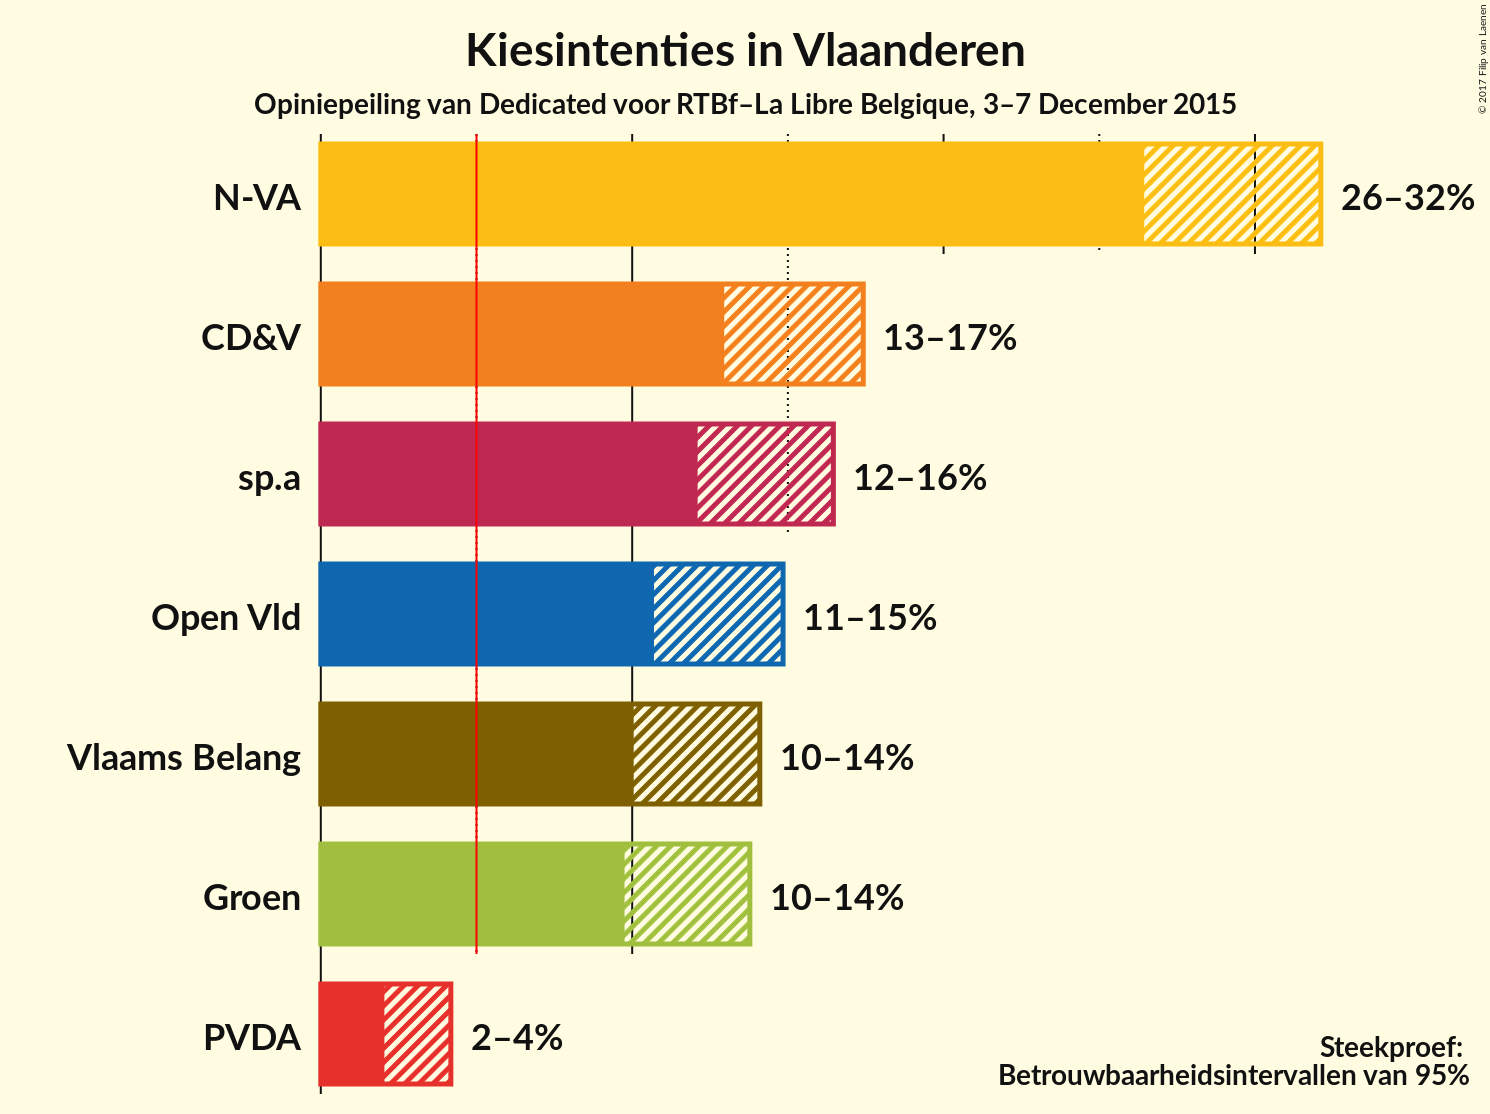 Kiesintenties in Vlaanderen
Opiniepeiling van Dedicated voor RTBf–La Libre Belgique, 3–7 December 2015
© 2017 Filip van Laenen
N-VA
26–32%
CD&V
13–17%
sp.a
12–16%
Open Vld
11–15%
Vlaams Belang
10–14%
Groen
10–14%
PVDA
2–4%
Steekproef:
Betrouwbaarheidsintervallen van 95%